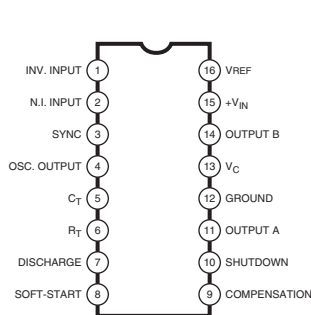 INV. INPUT 1
N.I. INPUT 2
SYNC 3
OSC. OUTPUT 4
CT 5
RT 6
DISCHARGE 7
SOFT-START 8
16 VREF
15 +VIN
14 OUTPUT B
13 VC
12 GROUND
11 OUTPUT A
10 SHUTDOWN
9 COMPENSATION